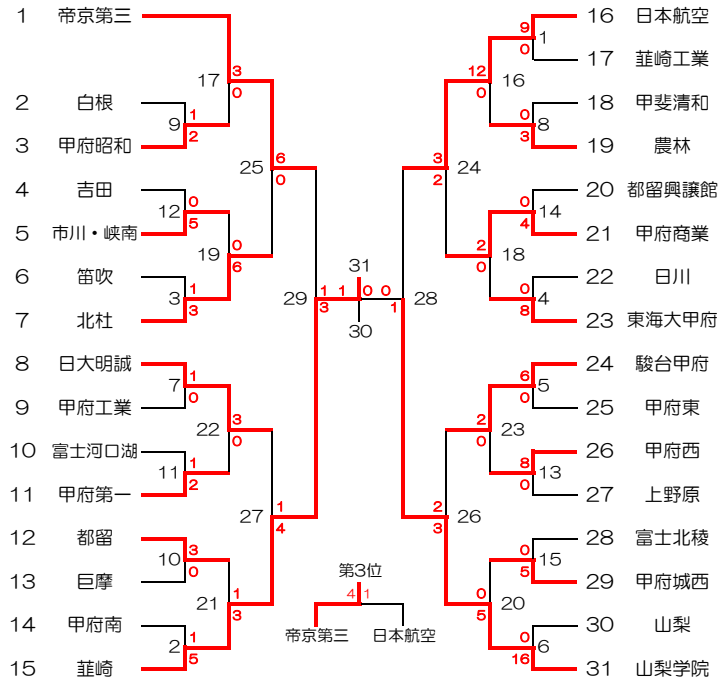 1 帝京第三
17 3 0
2 白根
9 1 2
3 甲府昭和
25 6 0
4 吉田
12 0 5
5 市川・峡南
19 0 6
6 笛吹
3 1 3
7 北杜
29 1 3
8 日大明誠
7 1 0
9 甲府工業
22 3 0
10 富士河口湖
11 1 2
11 甲府第一
27 1 4
12 都留
10 3 0
13 巨摩
21 1 3
14 甲府南
2 1 5
15 韮崎
31
1 0
30
16 日本航空
9 0 1
17 韮崎工業
12 0 16
18 甲斐清和
0 3 8
19 農林
3 2 24
20 都留興譲館
0 4 14
21 甲府商業
2 0 18
22 日川
0 8 4
23 東海大甲府
0 1 28
24 駿台甲府
6 0 5
25 甲府東
2 0 23
26 甲府西
8 0 13
27 上野原
2 3 26
28 富士北稜
0 5 15
29 甲府城西
0 5 20
30 山梨
0 16 6
31 山梨学院
第3位
4 1
帝京第三 日本航空